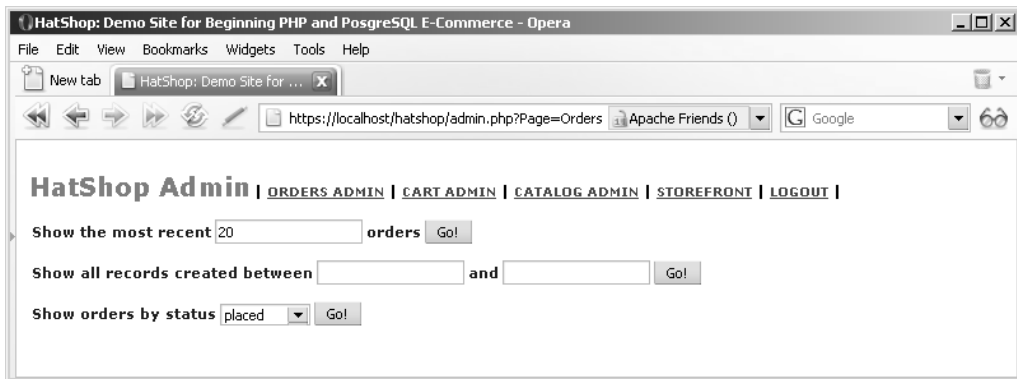 HatShop: Demo Site for Beginning PHP and PosgreSQL E-Commerce - Opera
File Edit View Bookmarks Widgets Tools Help
New tab HatShop: Demo Site for ... X
https://localhost/hatshop/admin.php?Page=Orders Apache Friends () G Google
HatShop Admin | ORDERS ADMIN | CART ADMIN | CATALOG ADMIN | STOREFRONT | LOGOUT |
Show the most recent 20 orders Go!
Show all records created between and Go!
Show orders by status placed Go!